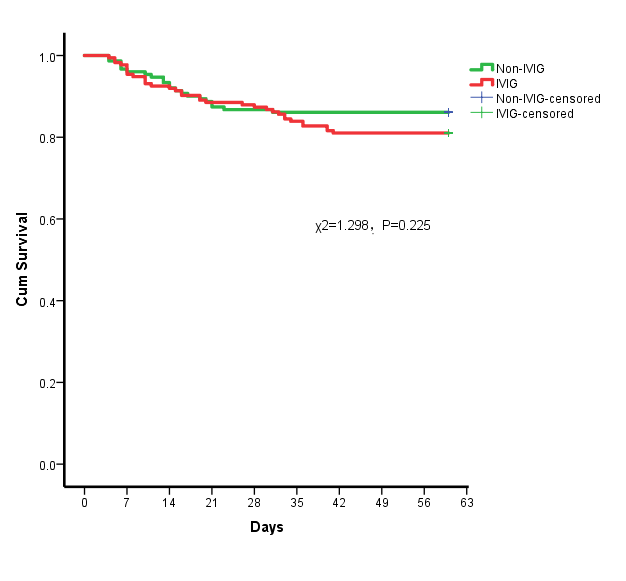 1.0
0.8
0.6
0.4
0.2
0.0
Cum Survival
Non-IVIG
IVIG
Non-IVIG-censored
IVIG-censored
χ2=1.298, P=0.225
0 7 14 21 28 35 42 49 56 63
Days